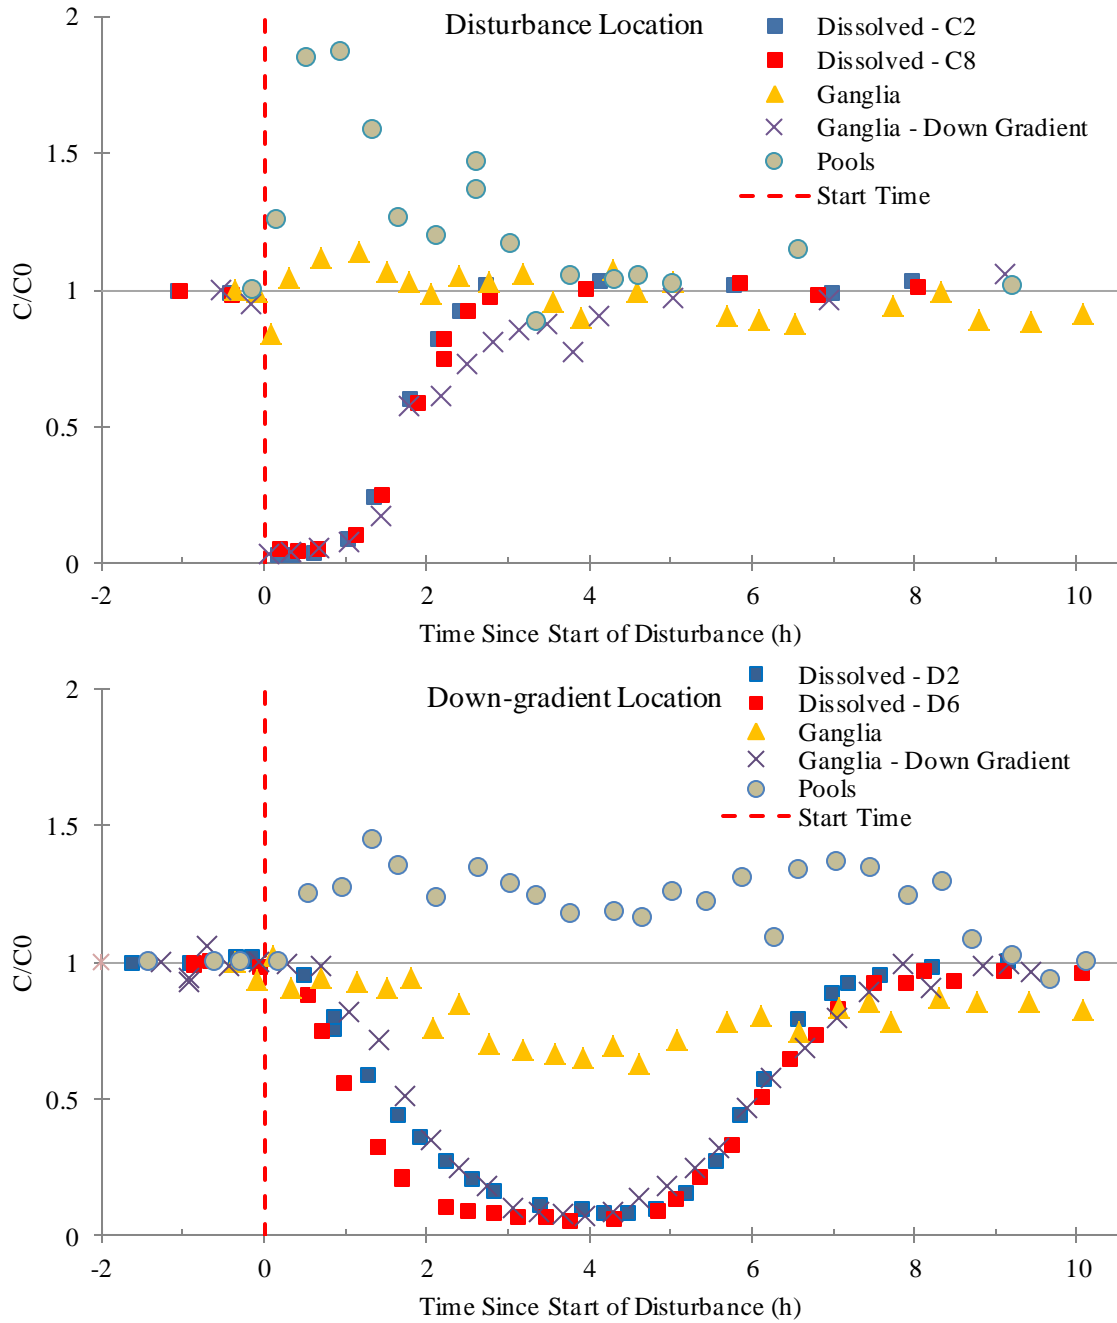 2
Disturbance Location
Dissolved - C2
Dissolved - C8
Ganglia
Ganglia - Down Gradient
Pools
Start Time
1.5
1
0.5
0
C/C0
-2 0 2 4 6 8 10
Time Since Start of Disturbance (h)
2
Down-gradient Location
Dissolved - D2
Dissolved - D6
Ganglia
Ganglia - Down Gradient
Pools
Start Time
1.5
1
0.5
0
C/C0
-2 0 2 4 6 8 10
Time Since Start of Disturbance (h)